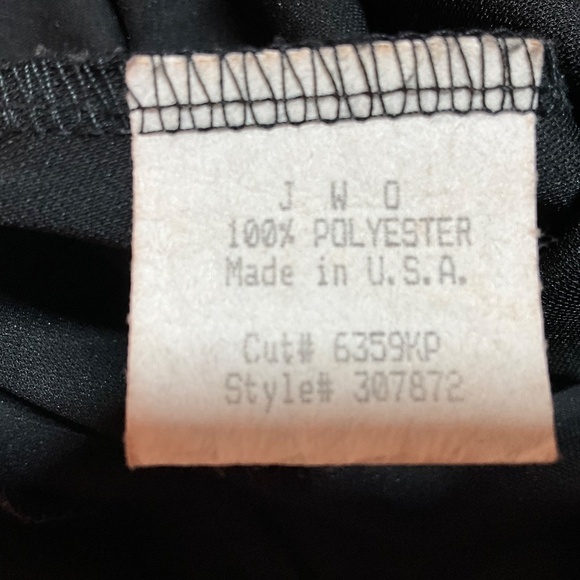 J W O
100% POLYESTER
Made in U.S.A.
Cut# 6359KP
Style# 307872